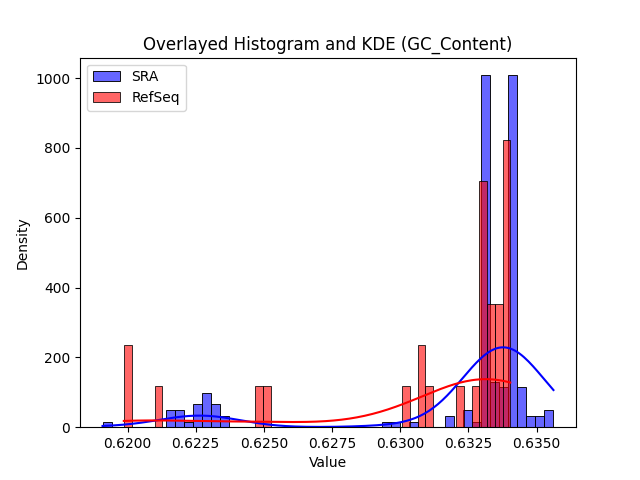 Overlayed Histogram and KDE (GC_Content)
SRA
RefSeq
1000
800
600
400
200
0
Density
0.6200 0.6225 0.6250 0.6275 0.6300 0.6325 0.6350
Value